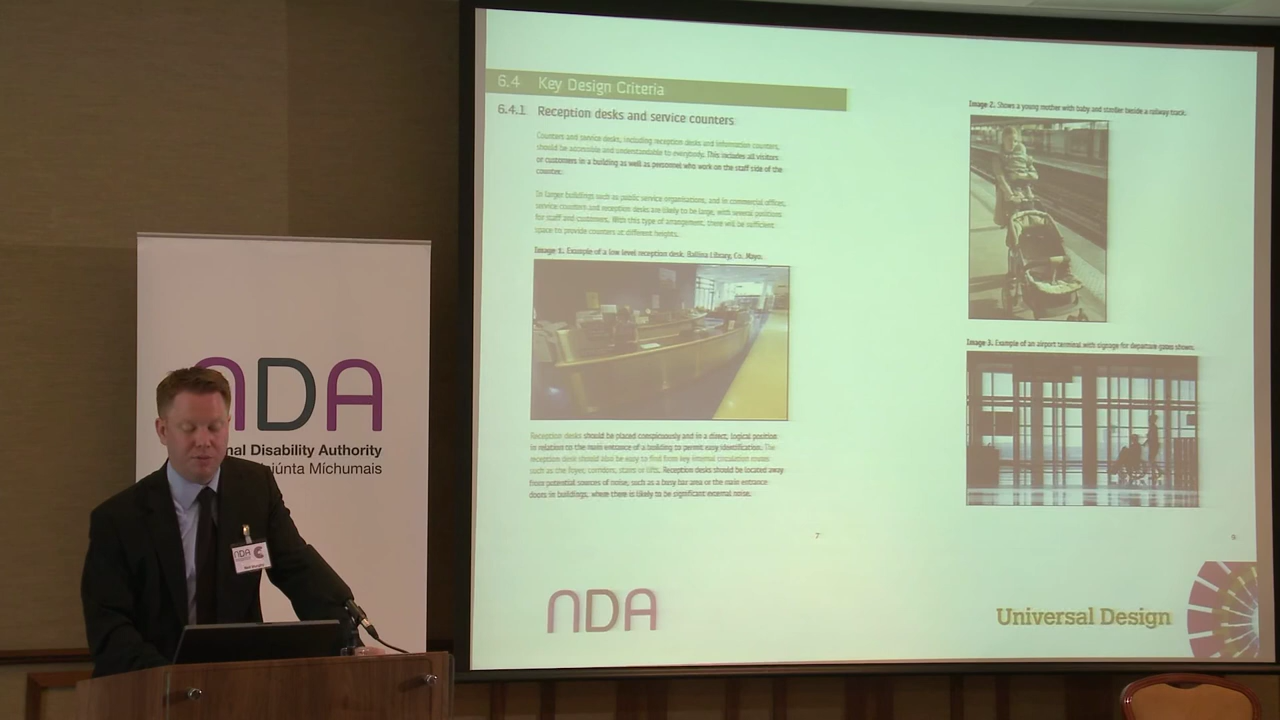 NDA
nal Disability Authority
iúnta Míchumais
NDA
6.4 Key Design Criteria
6.4.1 Reception desks and service counters
Counters and service desks, including reception desks and information counters,
should be accessible and understandable to everybody. This includes all visitors
or customers in a building as well as personnel who work on the staff side of the
counter.
In larger buildings such as public service organisations, and in commercial offices,
service counters and reception desks are likely to be large, with several positions
for staff and customers. With this type of arrangement, there will be sufficient
space to provide counters at different heights.
Image 1. Example of a low level reception desk: Ballina Library, Co. Mayo.
Reception desks should be placed conspicuously and in a direct, logical position
in relation to the main entrance of a building to permit easy identification. The
reception desk should also be easy to find from key internal circulation routes
such as the foyer, corridors, stairs or lifts. Reception desks should be located away
from potential sources of noise, such as a busy bar area or the main entrance
doors in buildings, where there is likely to be significant external noise.
7
Image 2. Shows a young mother with baby and stroller beside a railway track.
Image 3. Example of an airport terminal with signage for departure gates shown.
NDA
Universal Design